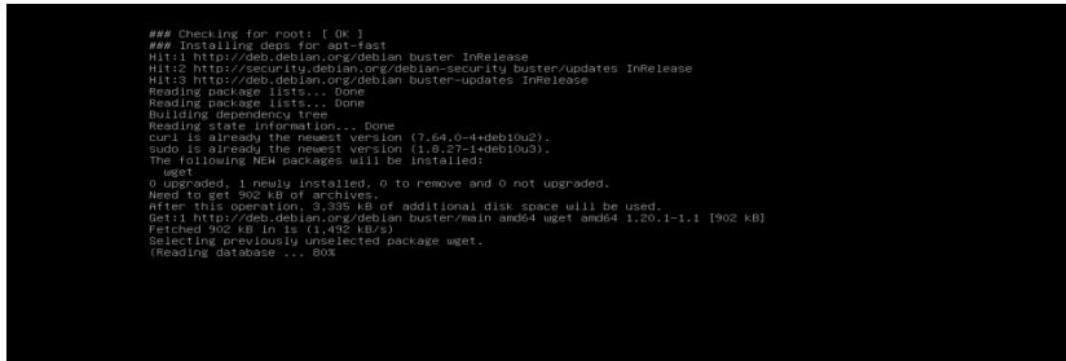 ### Checking for root: [ OK ]
### Installing deps for apt-fast
Hit:1 http://deb.debian.org/debian buster InRelease
Hit:2 http://security.debian.org/debian-security buster/updates InRelease
Hit:3 http://deb.debian.org/debian buster-updates InRelease
Reading package lists... Done
Reading package lists... Done
Building dependency tree
Reading state information... Done
curl is already the newest version (7.64.0-4+deb10u2).
sudo is already the newest version (1.8.27-1+deb10u3).
The following NEW packages will be installed:
wget
0 upgraded, 1 newly installed, 0 to remove and 0 not upgraded.
Need to get 902 kB of archives.
After this operation, 3,335 kB of additional disk space will be used.
Get:1 http://deb.debian.org/debian buster/main amd64 wget amd64 1.20.1-1.1 [902 kB]
Fetched 902 kB in 1s (1,492 kB/s)
Selecting previously unselected package wget.
(Reading database ... 80%